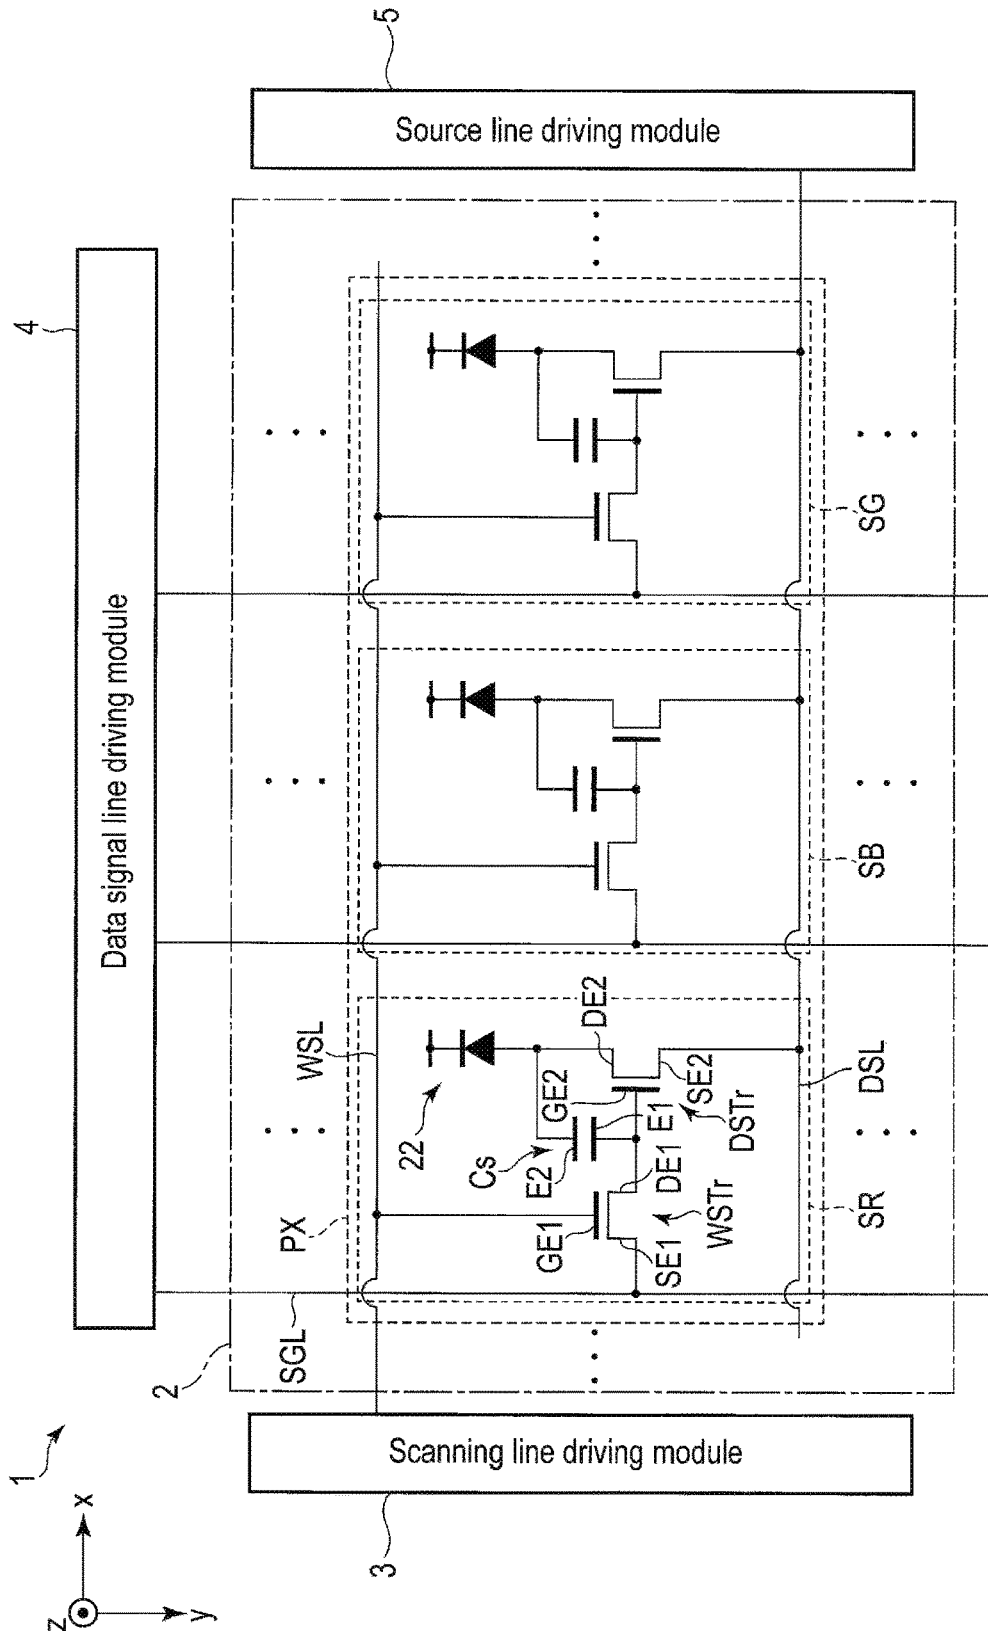 1
4
z
x
Data signal line driving module
2
y
SGL
PX
WSL
3
5
Scanning line driving module
Source line driving module
22
Cs
E2
GE1
GE2
DE2
E1
SE1
DE1
SE2
WSTr
DSTr
SR
DSL
SB
SG